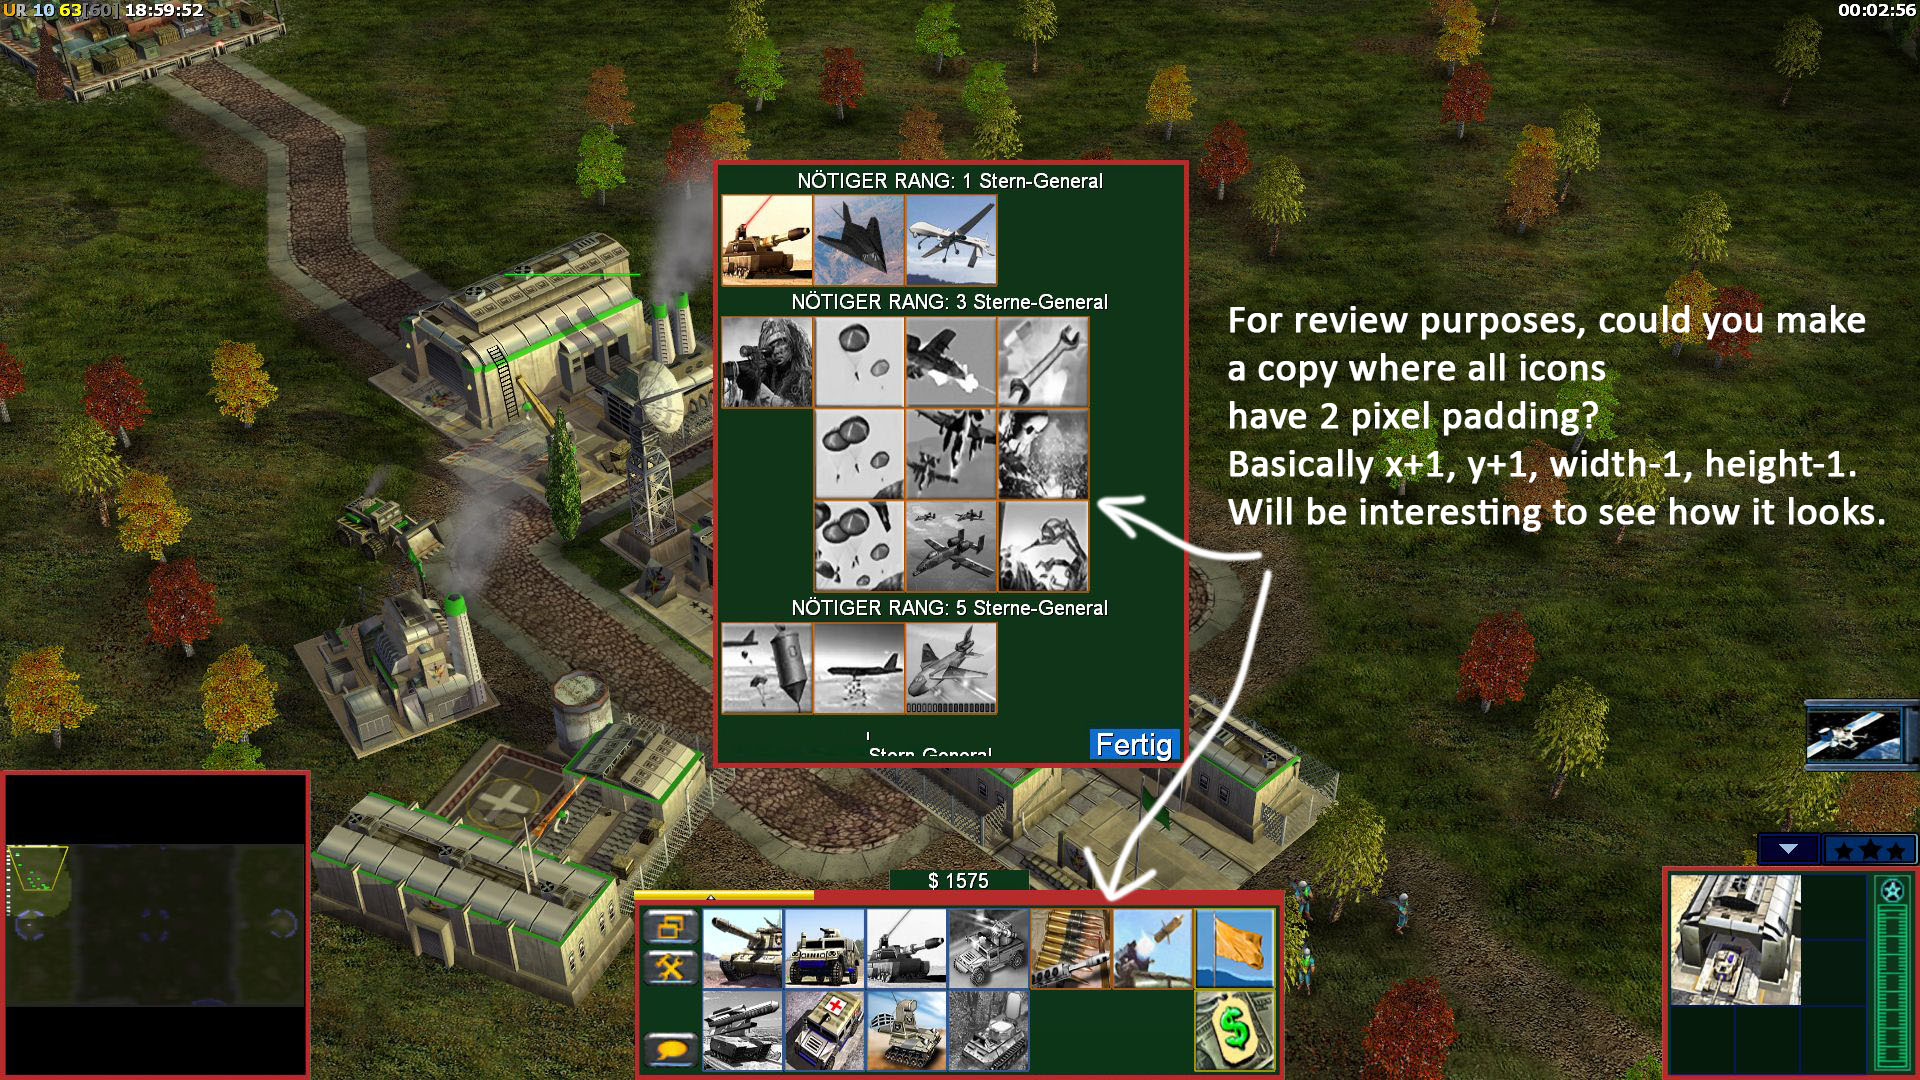 UR 10 63[60] 18:59:52
00:02:56
NÖTIGER RANG: 1 Stern-General
NÖTIGER RANG: 3 Sterne-General
For review purposes, could you make
a copy where all icons
have 2 pixel padding?
Basically x+1, y+1, width-1, height-1.
Will be interesting to see how it looks.
NÖTIGER RANG: 5 Sterne-General
Stern-General
Fertig
$ 1575